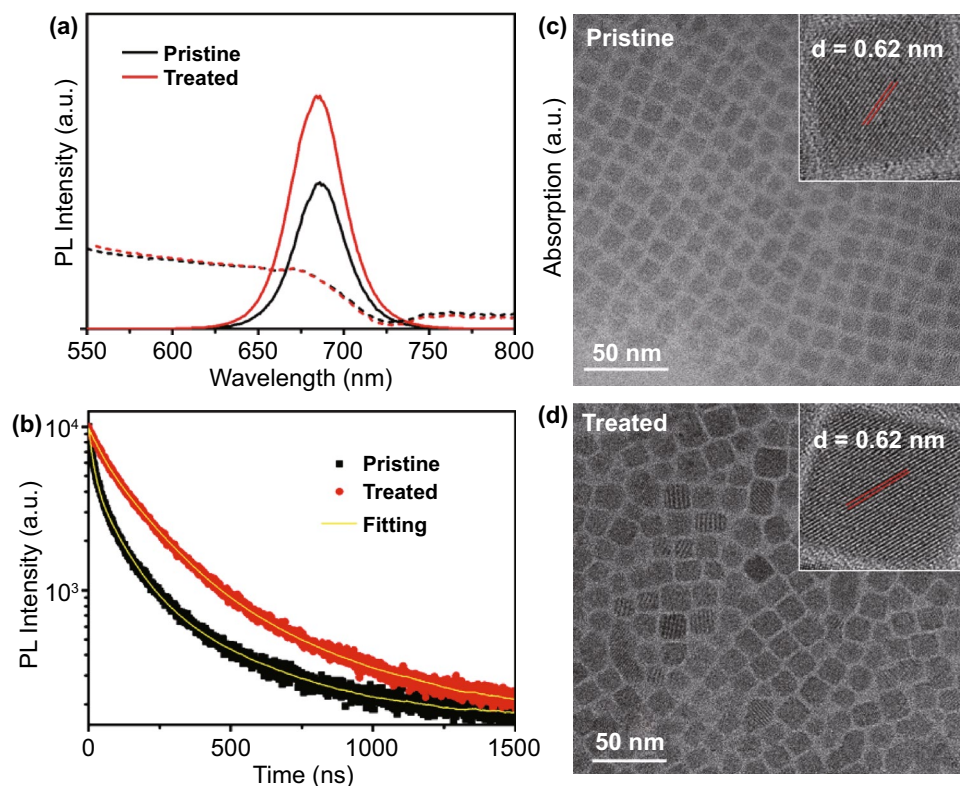 (a)
Pristine
Treated
PL Intensity (a.u.)
Absorption (a.u.)
550 600 650 700 750 800
Wavelength (nm)
(b)
10⁴
10³
Pristine
Treated
Fitting
PL Intensity (a.u.)
0 500 1000 1500
Time (ns)
(c)
Pristine
d = 0.62 nm
50 nm
(d)
Treated
d = 0.62 nm
50 nm